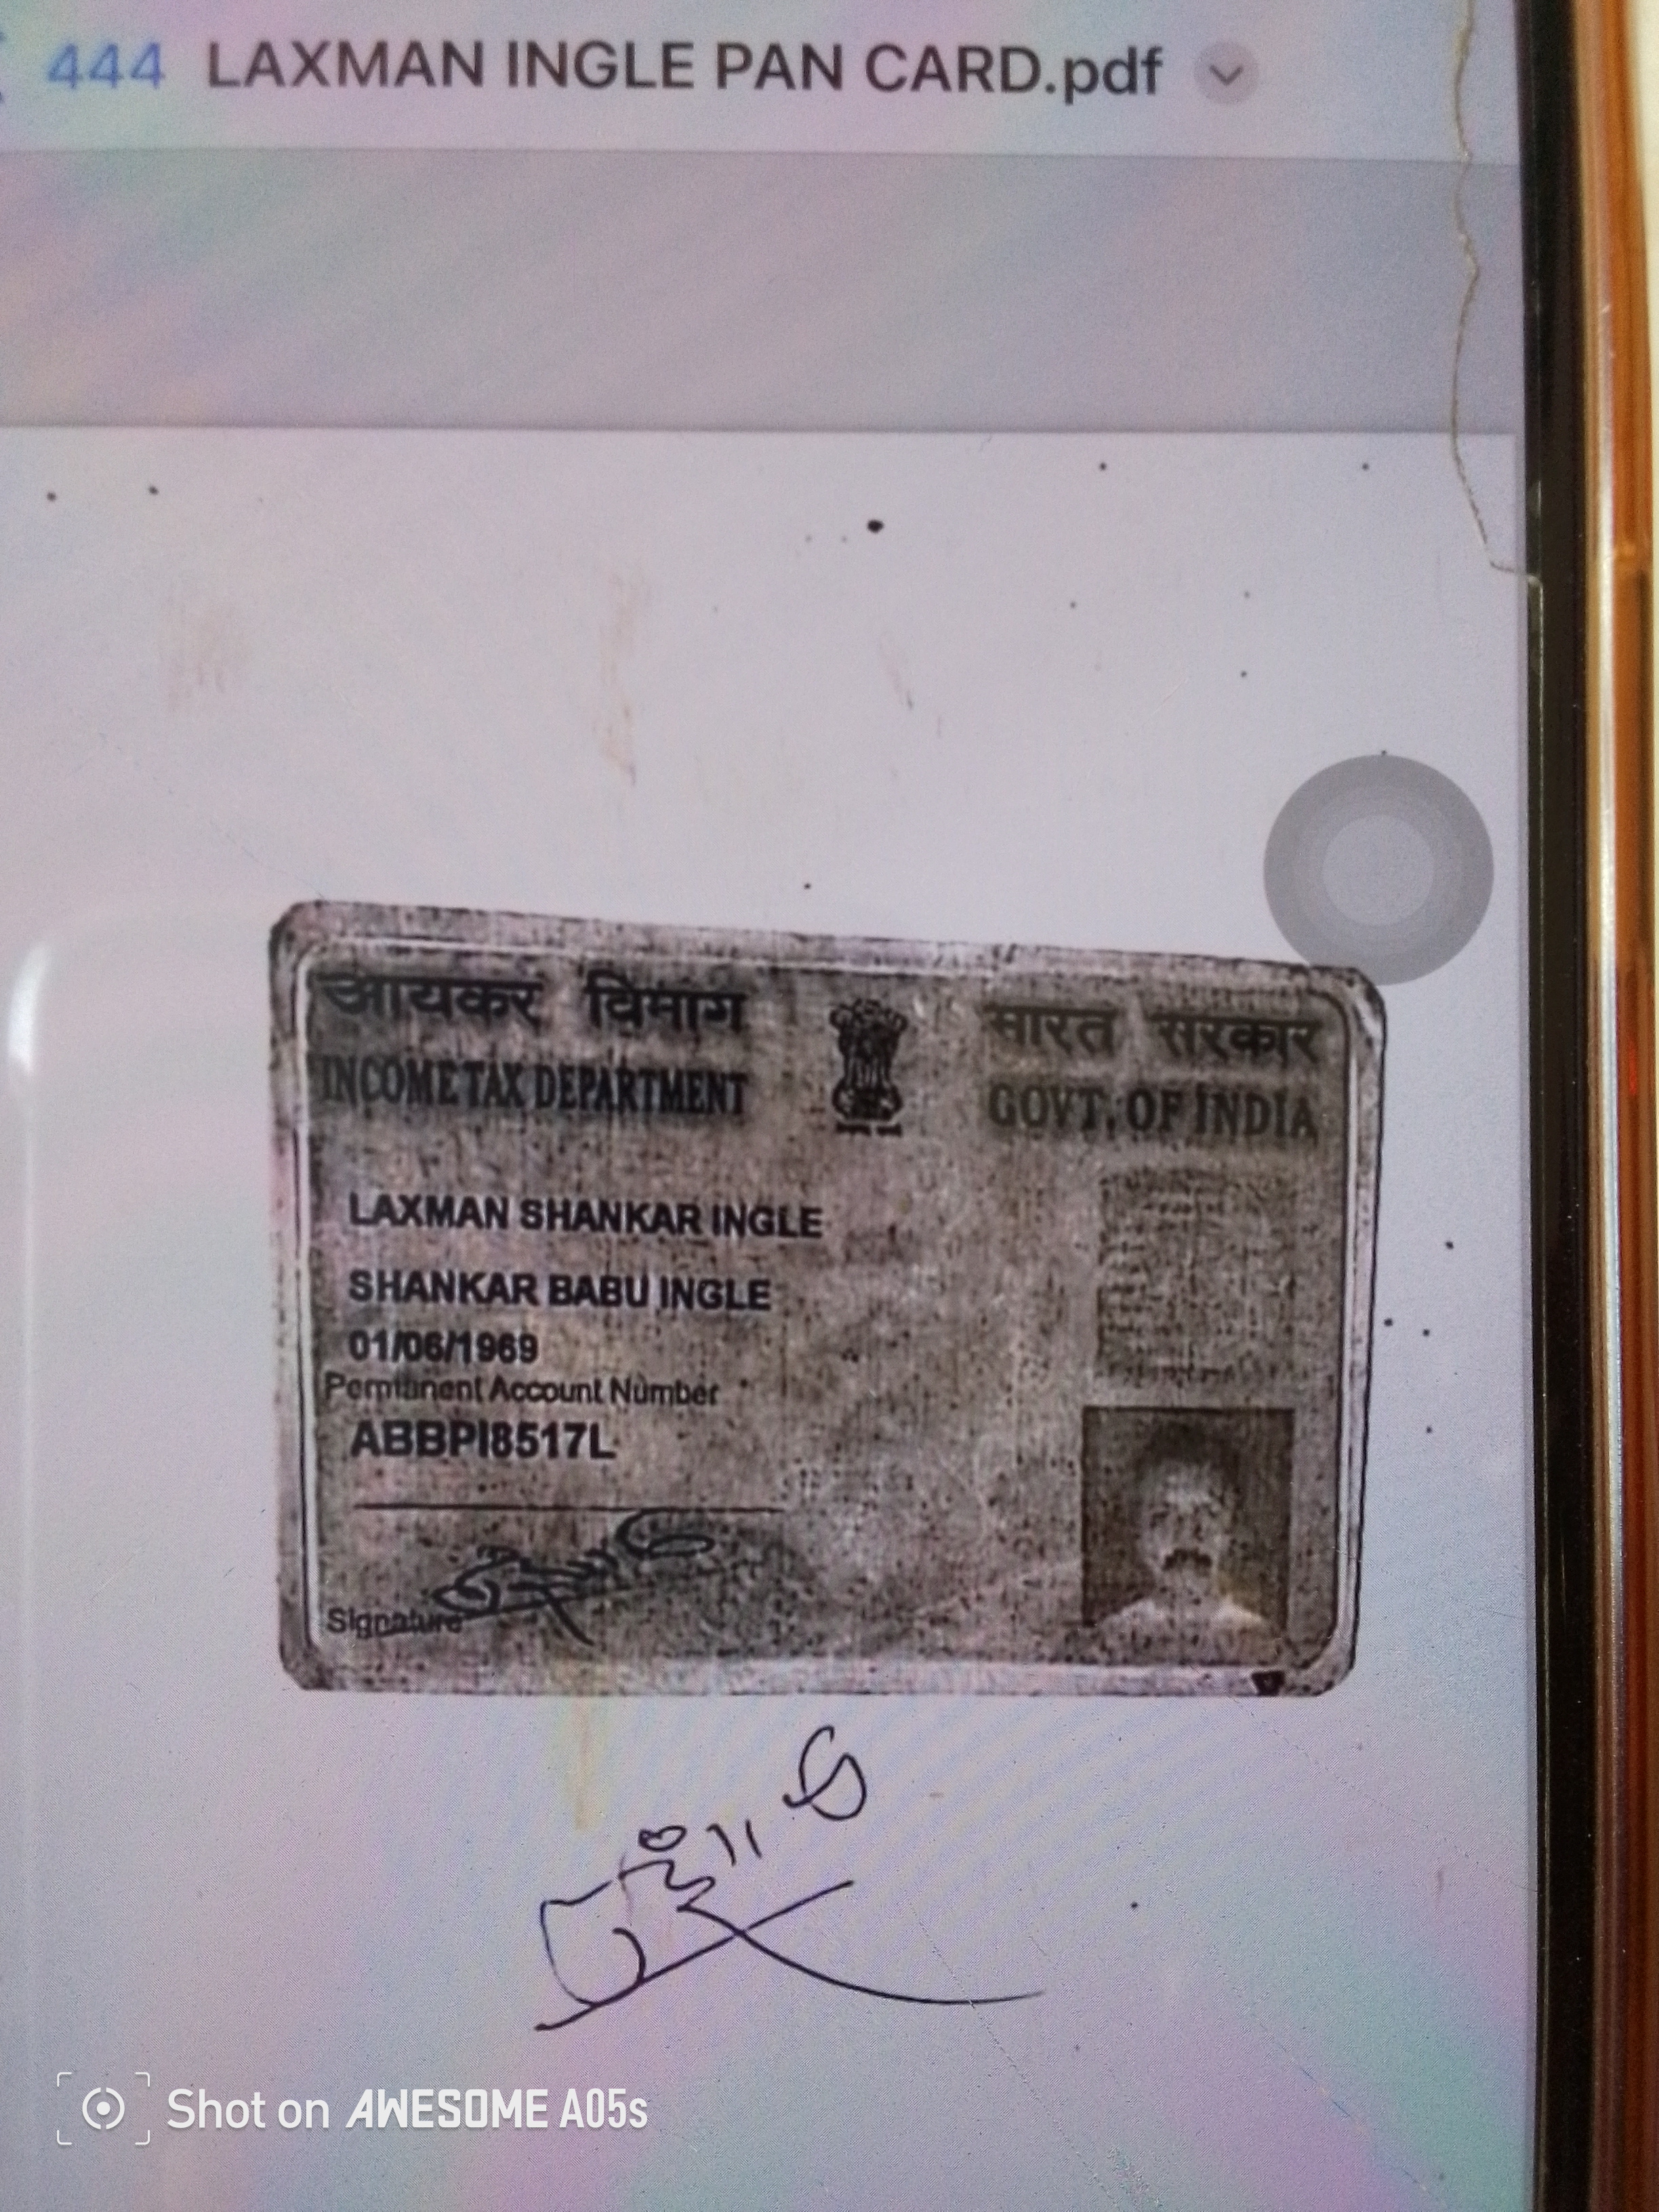 444 LAXMAN INGLE PAN CARD.pdf
आयकर विभाग भारत सरकार
INCOME TAX DEPARTMENT GOVT. OF INDIA
LAXMAN SHANKAR INGLE
SHANKAR BABU INGLE
01/06/1969
Permanent Account Number
ABBPI8517L
Signature
Shot on AWESOME A05s